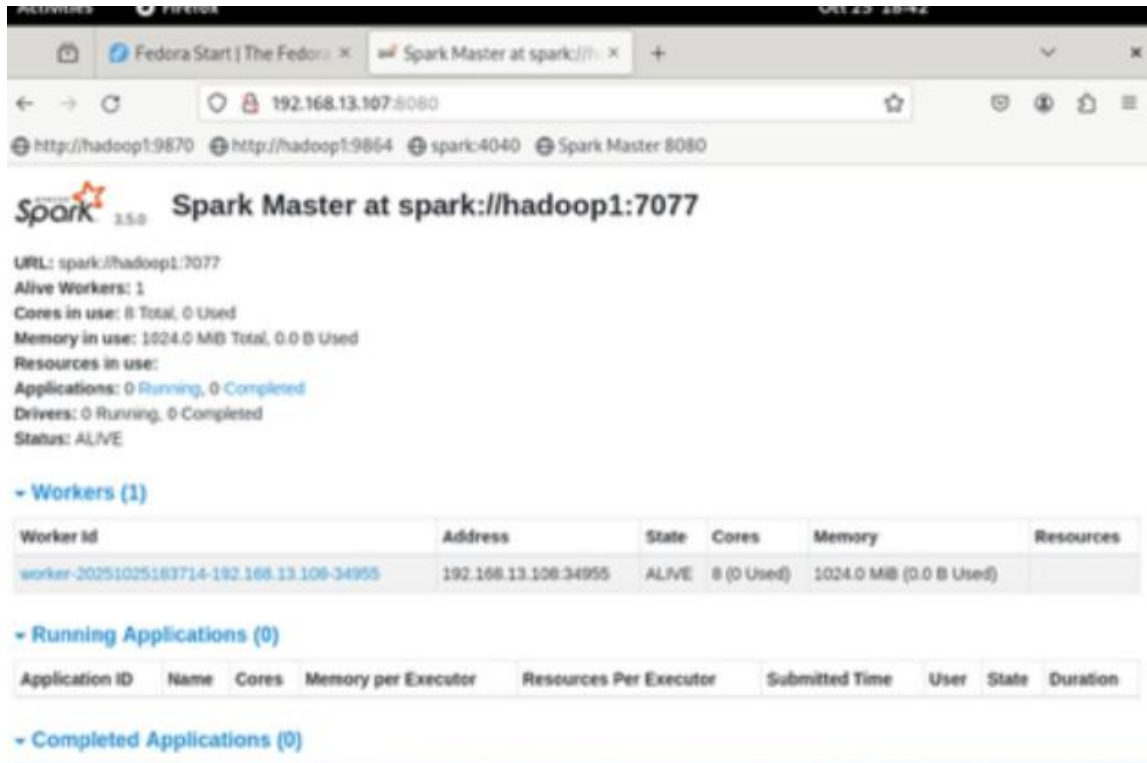 Activities Firefox Oct 25 18:42
Fedora Start | The Fedora × Spark Master at spark://h × +
192.168.13.107:8080
http://hadoop1:9870 http://hadoop1:9864 spark:4040 Spark Master 8080
Spark 3.5.0 Spark Master at spark://hadoop1:7077
URL: spark://hadoop1:7077
Alive Workers: 1
Cores in use: 8 Total, 0 Used
Memory in use: 1024.0 MiB Total, 0.0 B Used
Resources in use:
Applications: 0 Running, 0 Completed
Drivers: 0 Running, 0 Completed
Status: ALIVE
Workers (1)
Worker Id Address State Cores Memory Resources
worker-20251025183714-192.168.13.108-34955 192.168.13.108:34955 ALIVE 8 (0 Used) 1024.0 MiB (0.0 B Used)
Running Applications (0)
Application ID Name Cores Memory per Executor Resources Per Executor Submitted Time User State Duration
Completed Applications (0)